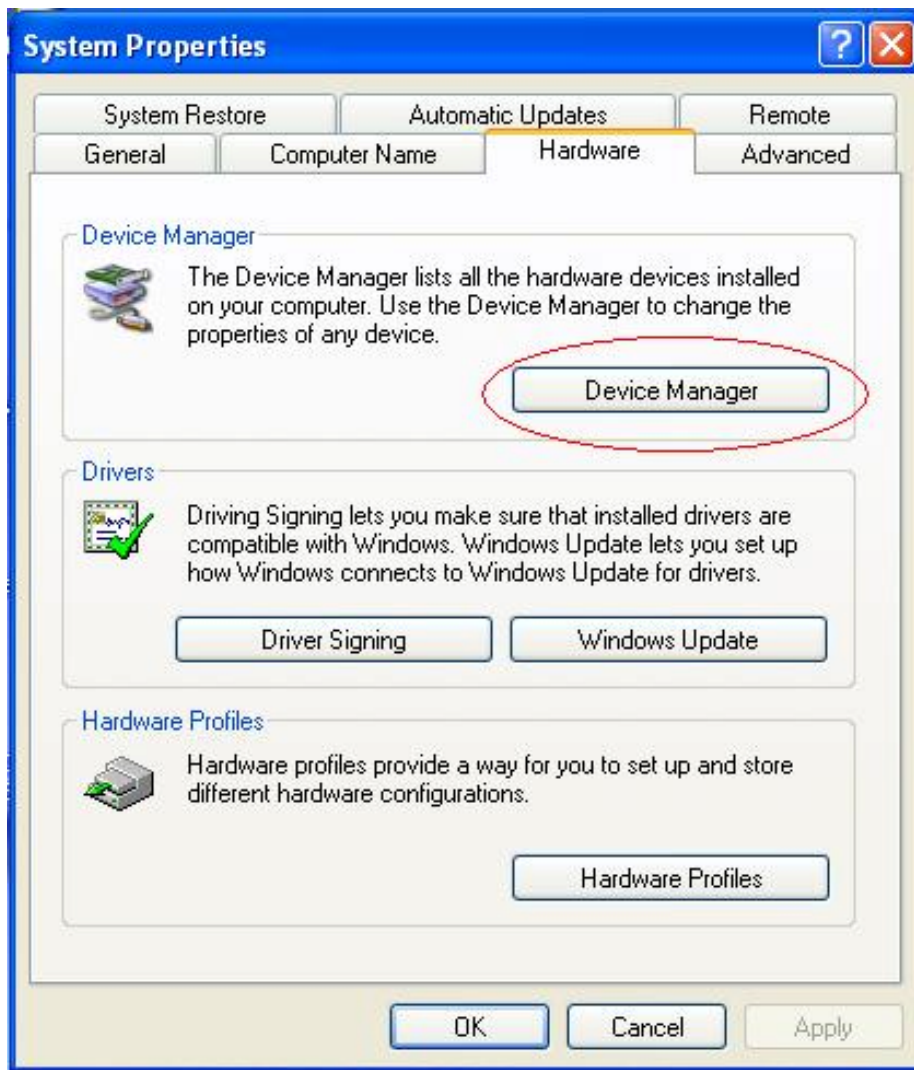 System Properties
System Restore
Automatic Updates
Remote
General
Computer Name
Hardware
Advanced
Device Manager
The Device Manager lists all the hardware devices installed
on your computer. Use the Device Manager to change the
properties of any device.
Device Manager
Drivers
Driving Signing lets you make sure that installed drivers are
compatible with Windows. Windows Update lets you set up
how Windows connects to Windows Update for drivers.
Driver Signing
Windows Update
Hardware Profiles
Hardware profiles provide a way for you to set up and store
different hardware configurations.
Hardware Profiles
OK
Cancel
Apply